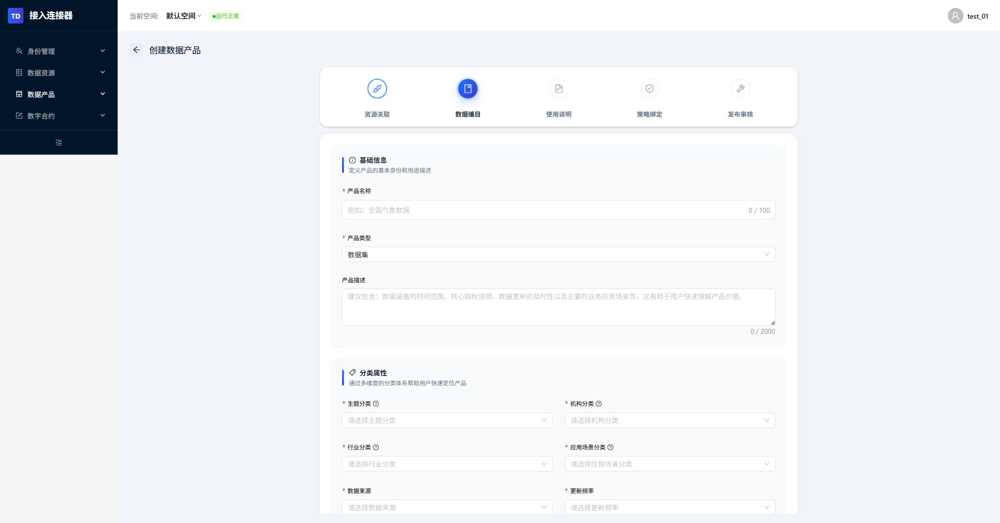 TD 接入连接器
当前空间: 默认空间 运行正常
test_01
身份管理
数据资源
数据产品
数字合约
创建数据产品
资源关联
数据编目
使用说明
策略绑定
发布审核
基础信息
定义产品的基本身份和用途描述
* 产品名称
例如：全国气象数据 0 / 100
* 产品类型
数据集
产品描述
建议包含：数据涵盖的时间范围、核心指标说明、数据更新的及时性以及主要的业务应用场景等，这有助于用户快速理解产品价值。
0 / 2000
分类属性
通过多维度的分类体系帮助用户快速定位产品
* 主题分类
请选择主题分类
* 机构分类
请选择机构分类
* 行业分类
请选择行业分类
* 应用场景分类
请选择应用场景分类
* 数据来源
请选择数据来源
* 更新频率
请选择更新频率